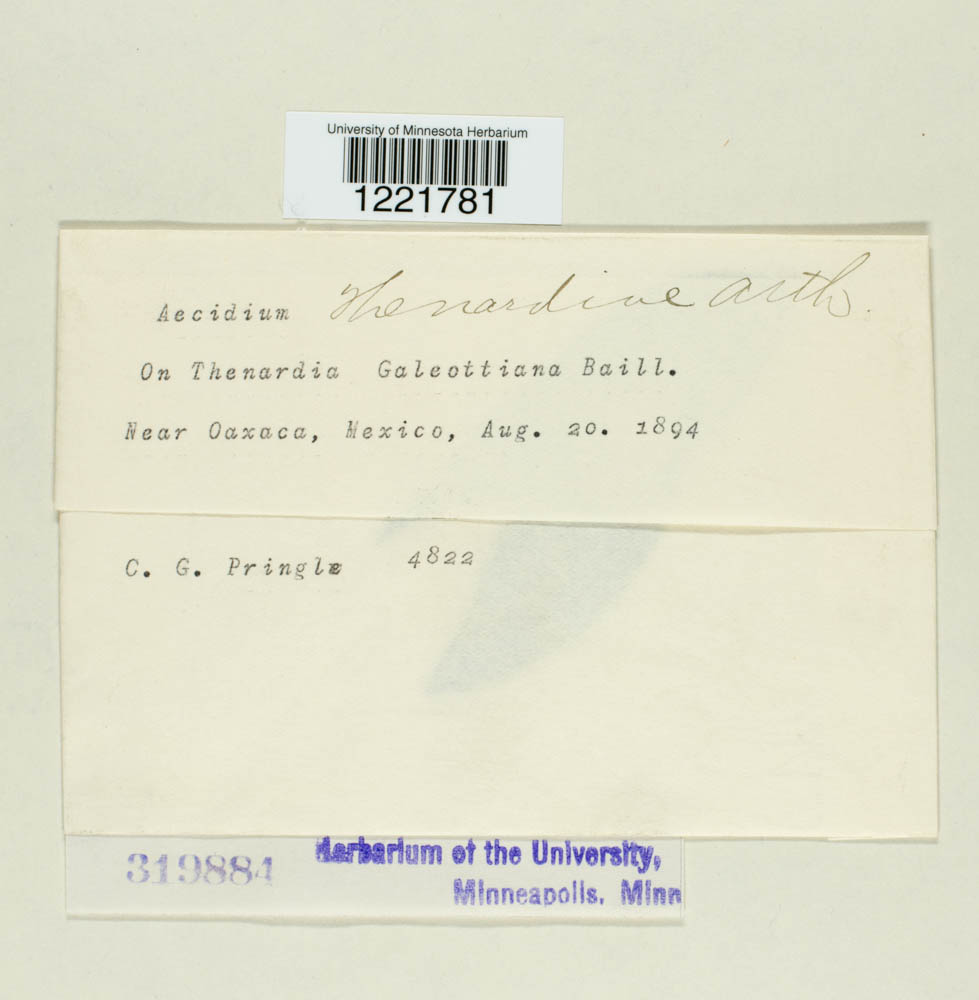 University of Minnesota Herbarium
1221781
Aecidium Thenardiae Arth.
On Thenardia Galeottiana Baill.
Near Oaxaca, Mexico, Aug. 20. 1894
C. G. Pringle 4822
319884
Herbarium of the University,
Minneapolis. Minn